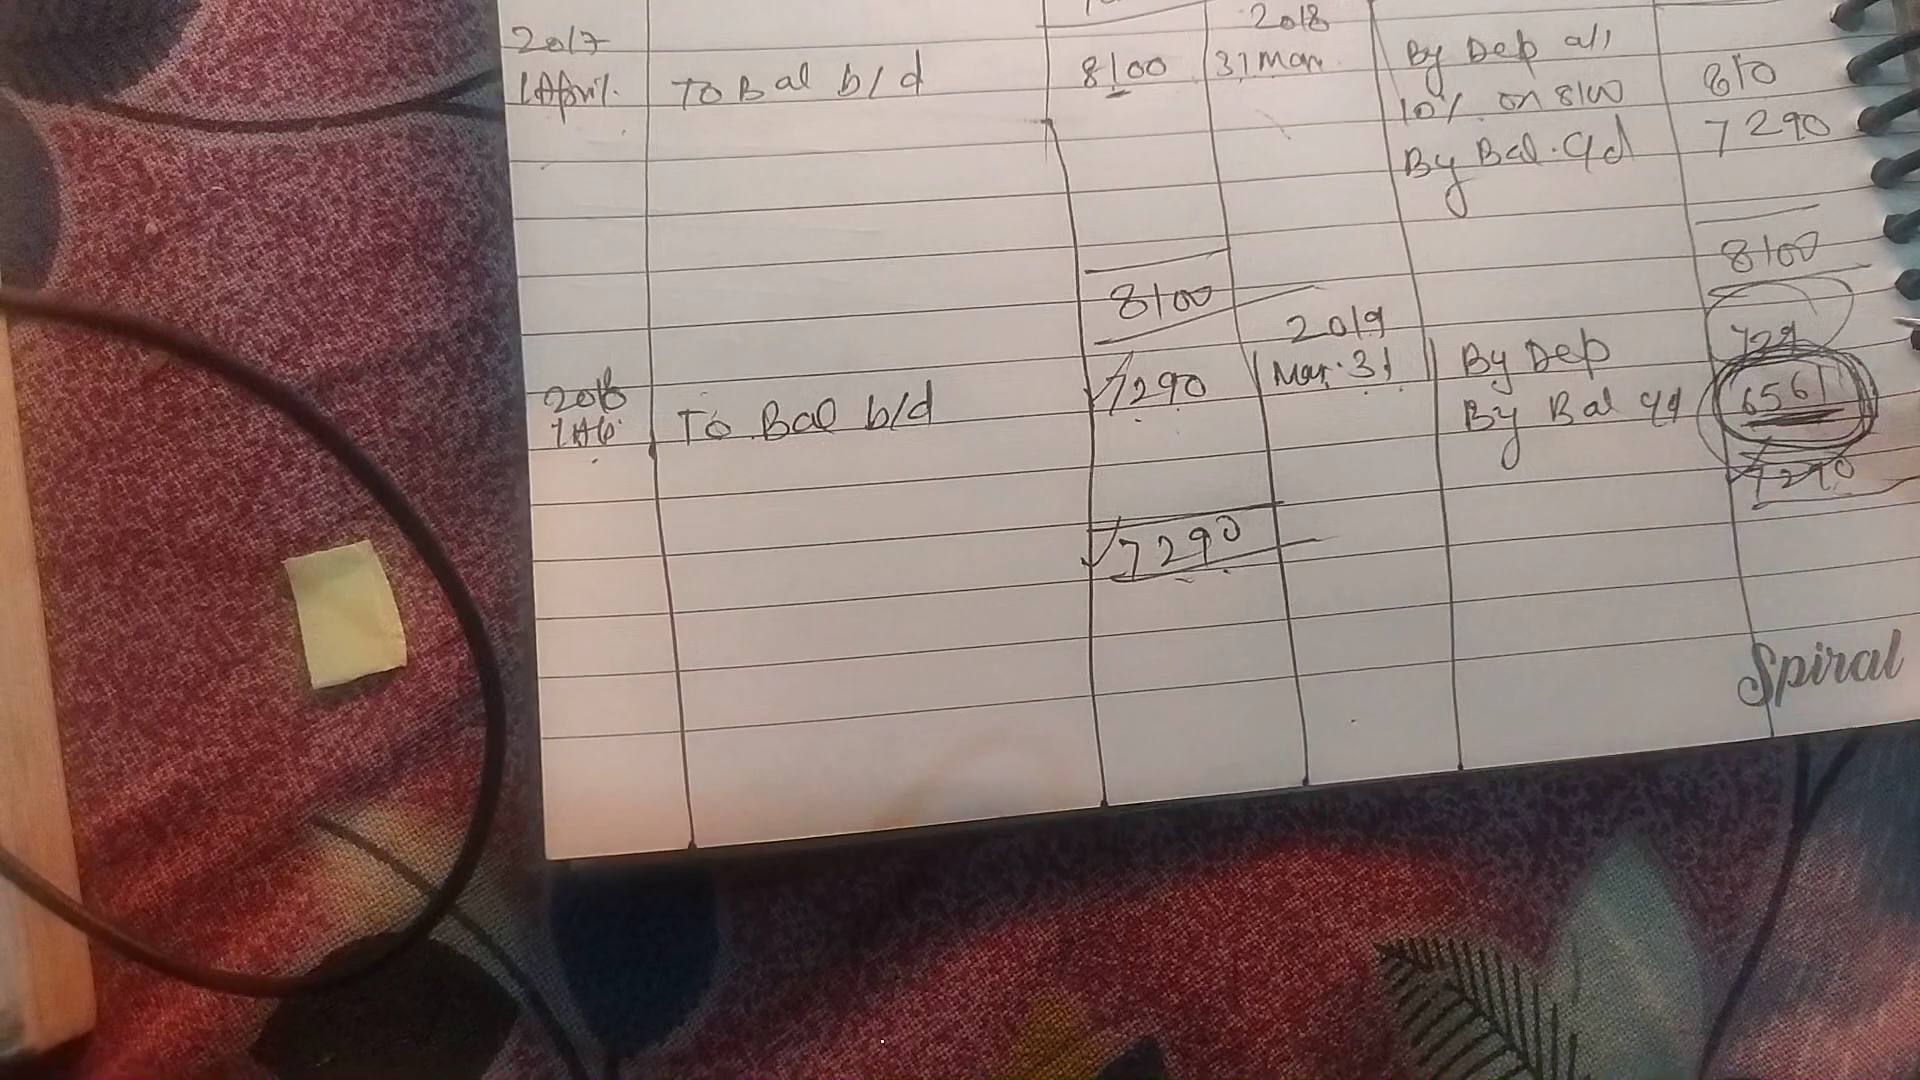 2017
2018
1 April. To Bal b/d 8100 31 Mar. By Dep a/c
10% on 8100 810
By Bal. c/d 7290
8100 8100
2019
2018
1 Ap. To Bal b/d 7290 Mar. 31 By Dep 729
By Bal c/d 6561
7290 7290
Spiral